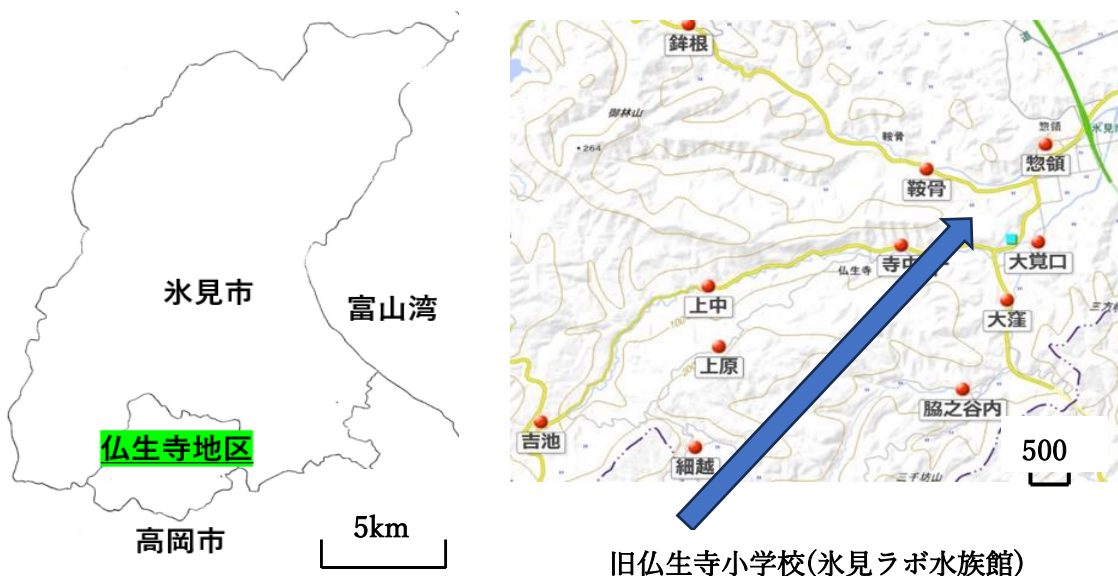 氷見市
富山湾
仏生寺地区
高岡市
5km
鉾根
御林山
・264
鞍骨
鞍骨
惣領
惣領
氷見
仏生寺
寺中
大覚口
上中
大窪
上原
脇之谷内
吉池
細越
三千坊山
500
旧仏生寺小学校(氷見ラボ水族館)